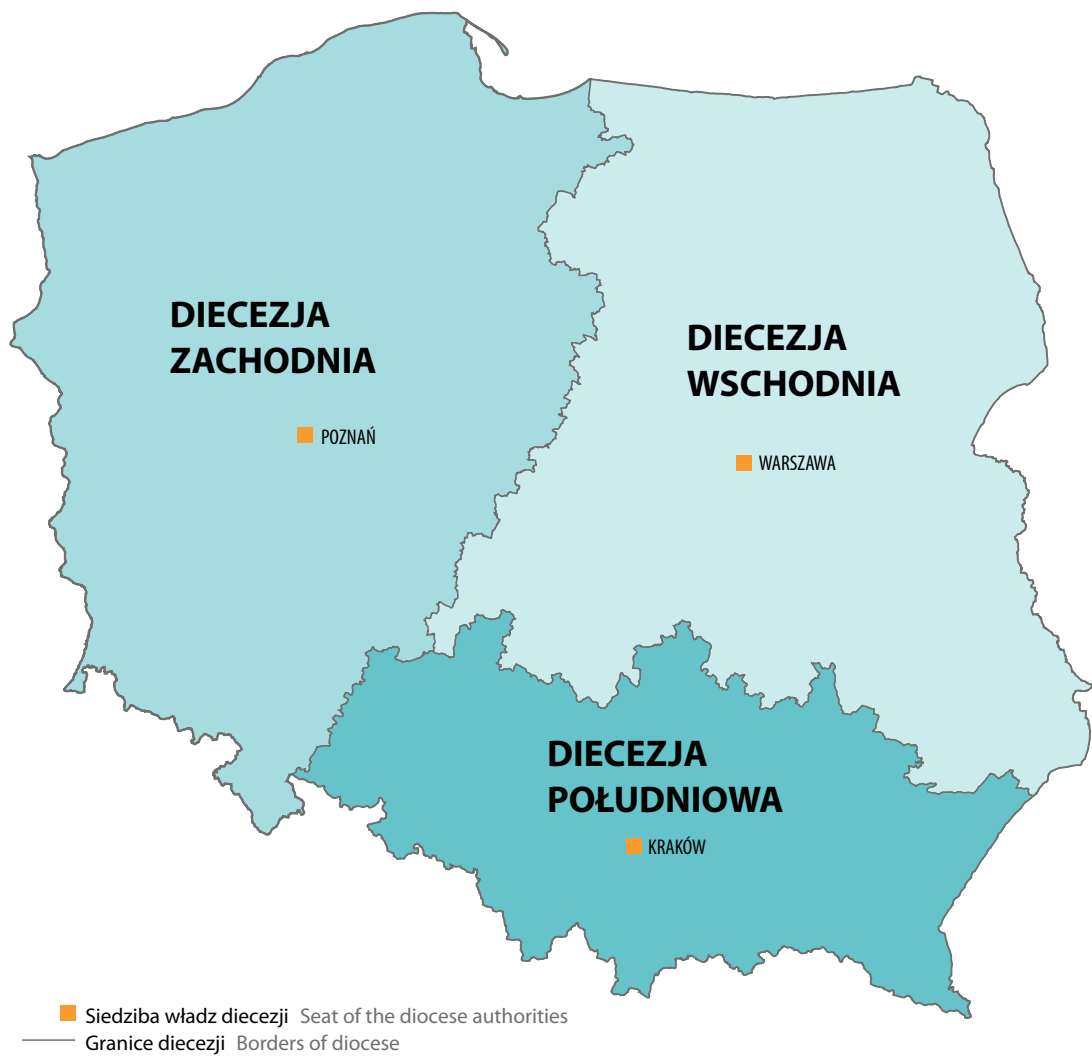 DIECEZJA
ZACHODNIA
POZNAŃ
DIECEZJA
WSCHODNIA
WARSZAWA
DIECEZJA
POŁUDNIOWA
KRAKÓW
Siedziba władz diecezji Seat of the diocese authorities
Granice diecezji Borders of diocese